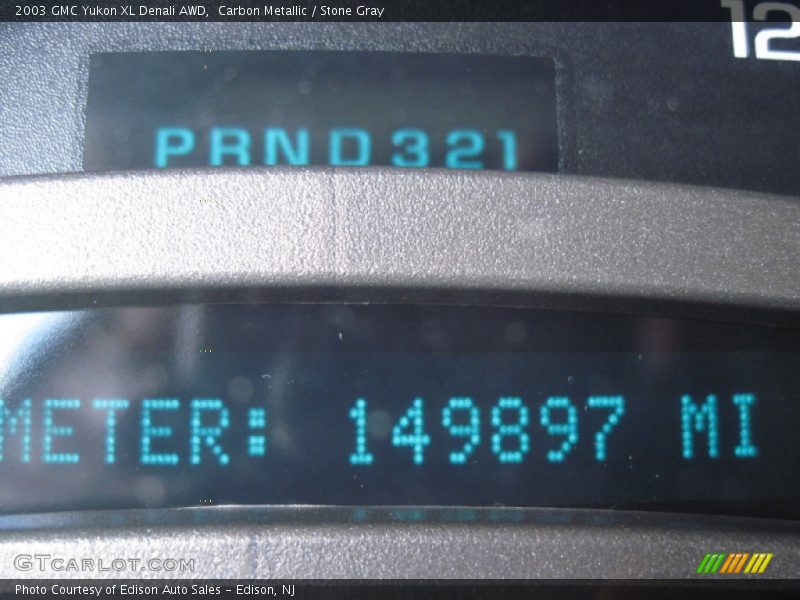 2003 GMC Yukon XL Denali AWD,  Carbon Metallic / Stone Gray
12
PRND321
METER: 149897 MI
GTCARLOT.COM
Photo Courtesy of Edison Auto Sales - Edison, NJ